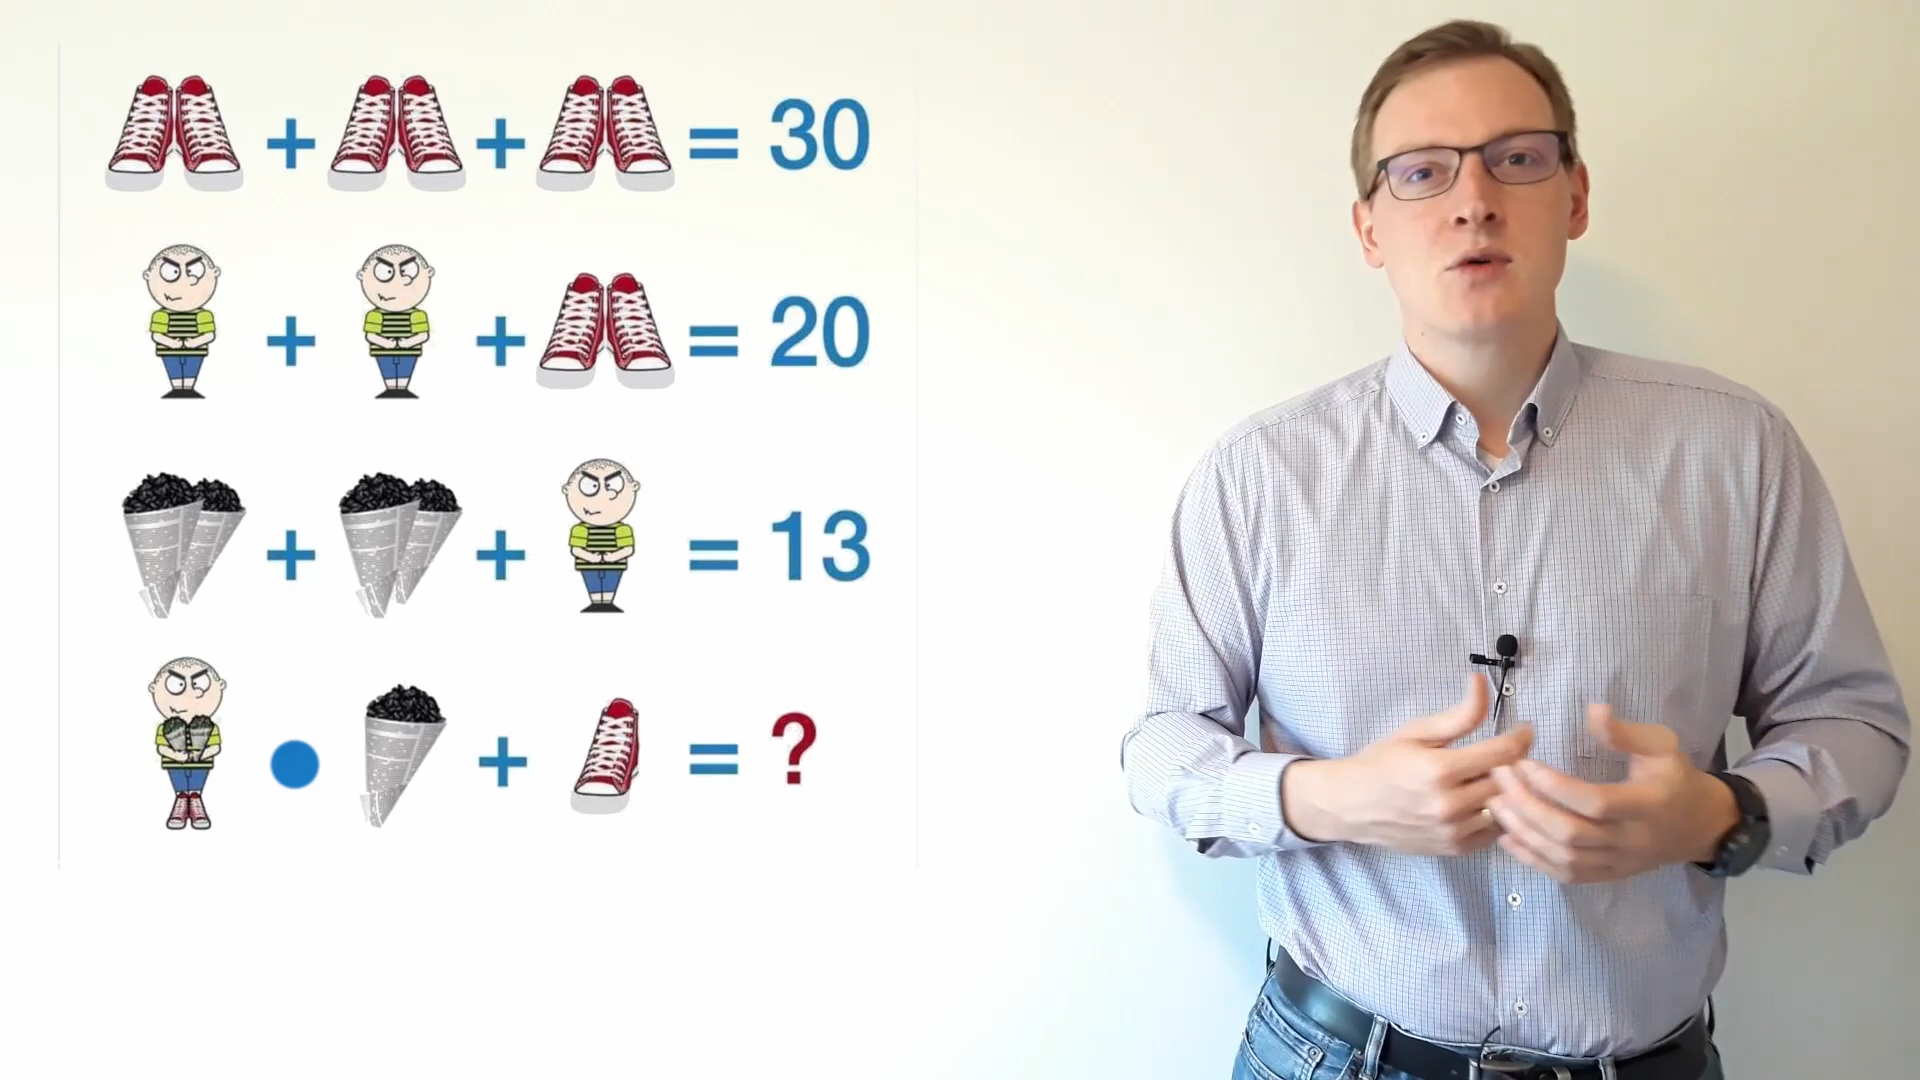 + + = 30
+ + = 20
+ + = 13
• + = ?